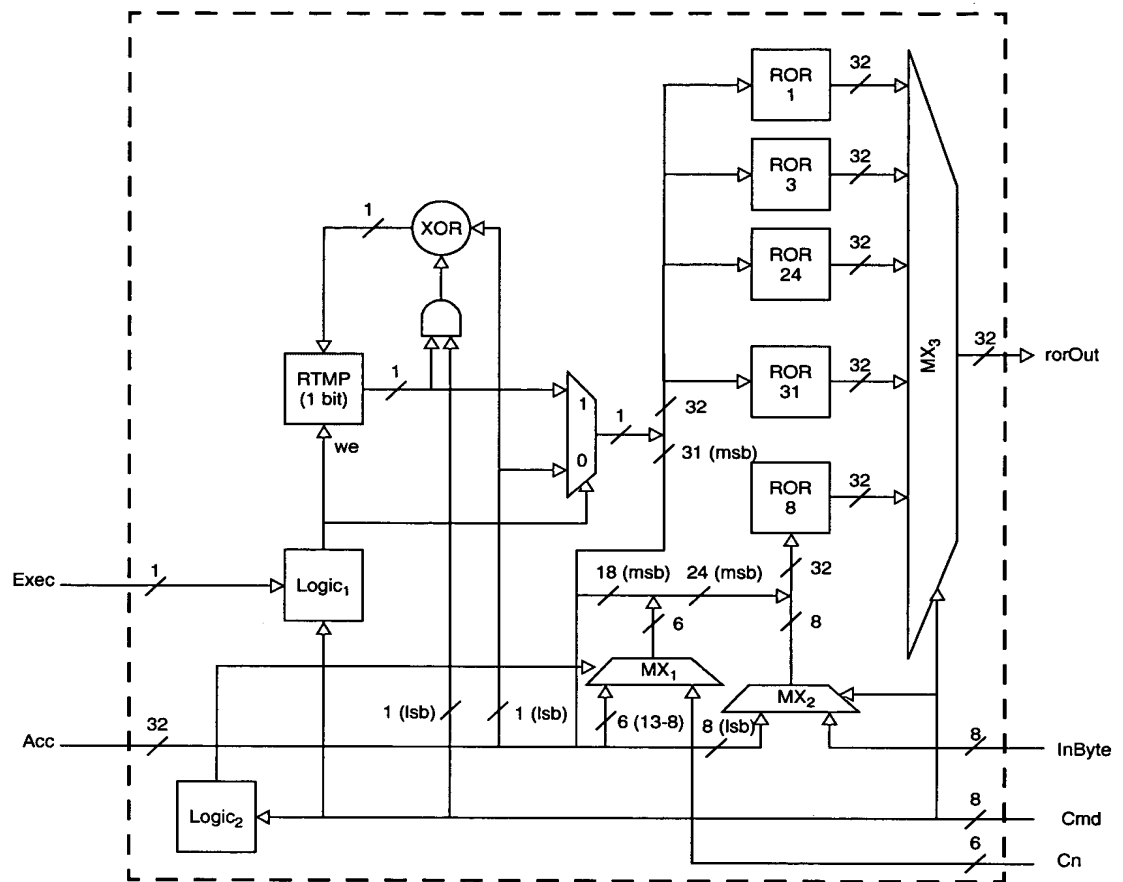 ROR
1
32
ROR
3
32
ROR
24
32
ROR
31
32
ROR
8
32
MX3
32
rorOut
1
XOR
RTMP
(1 bit)
1
we
1
0
1
32
31 (msb)
Exec
1
Logic1
18 (msb)
24 (msb)
32
6
8
MX1
MX2
1 (lsb)
1 (lsb)
6 (13-8)
8 (lsb)
Acc
32
8
InByte
Logic2
8
Cmd
6
Cn